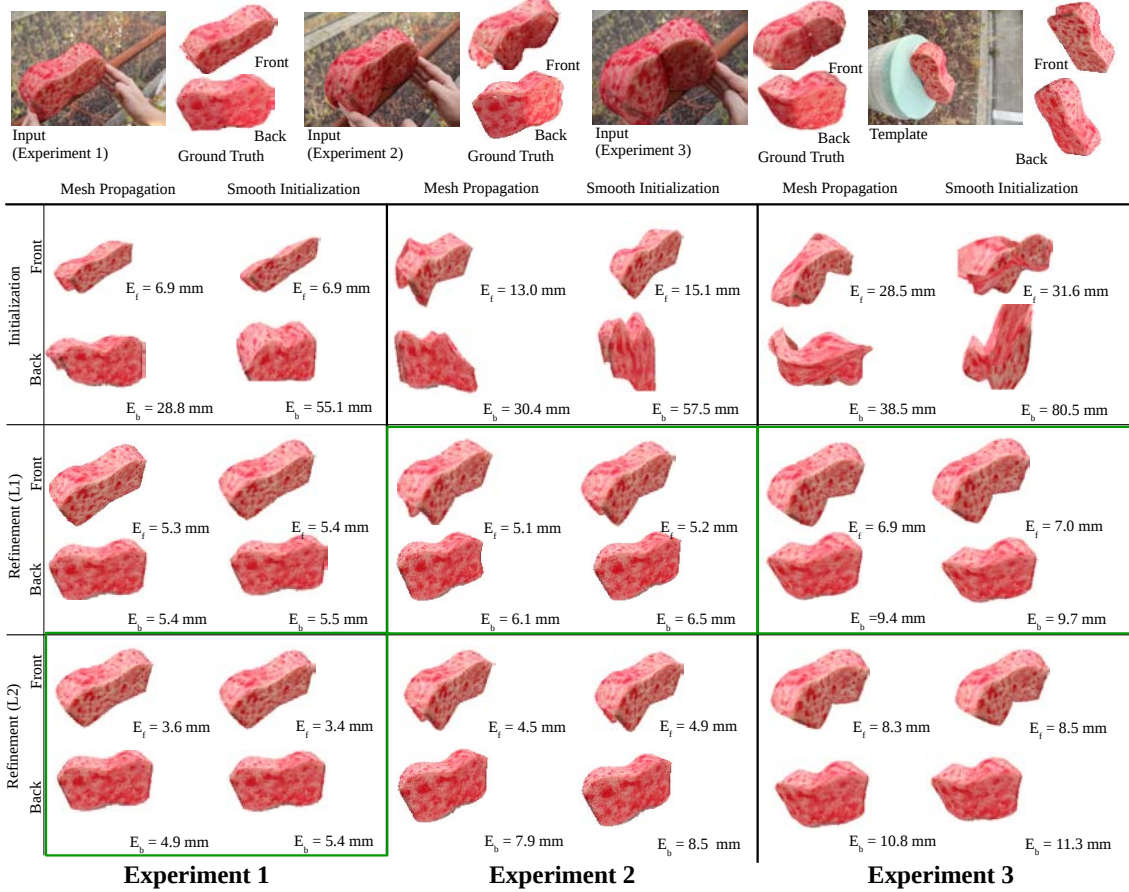 Input
(Experiment 1)
Front
Back
Ground Truth
Input
(Experiment 2)
Front
Back
Ground Truth
Input
(Experiment 3)
Front
Back
Ground Truth
Template
Front
Back
Mesh Propagation Smooth Initialization Mesh Propagation Smooth Initialization Mesh Propagation Smooth Initialization
Initialization
Front
E_f = 6.9 mm E_f = 6.9 mm E_f = 13.0 mm E_f = 15.1 mm E_f = 28.5 mm E_f = 31.6 mm
Back
E_b = 28.8 mm E_b = 55.1 mm E_b = 30.4 mm E_b = 57.5 mm E_b = 38.5 mm E_b = 80.5 mm
Refinement (L1)
Front
E_f = 5.3 mm E_f = 5.4 mm E_f = 5.1 mm E_f = 5.2 mm E_f = 6.9 mm E_f = 7.0 mm
Back
E_b = 5.4 mm E_b = 5.5 mm E_b = 6.1 mm E_b = 6.5 mm E_b =9.4 mm E_b = 9.7 mm
Refinement (L2)
Front
E_f = 3.6 mm E_f = 3.4 mm E_f = 4.5 mm E_f = 4.9 mm E_f = 8.3 mm E_f = 8.5 mm
Back
E_b = 4.9 mm E_b = 5.4 mm E_b = 7.9 mm E_b = 8.5 mm E_b = 10.8 mm E_b = 11.3 mm
Experiment 1 Experiment 2 Experiment 3